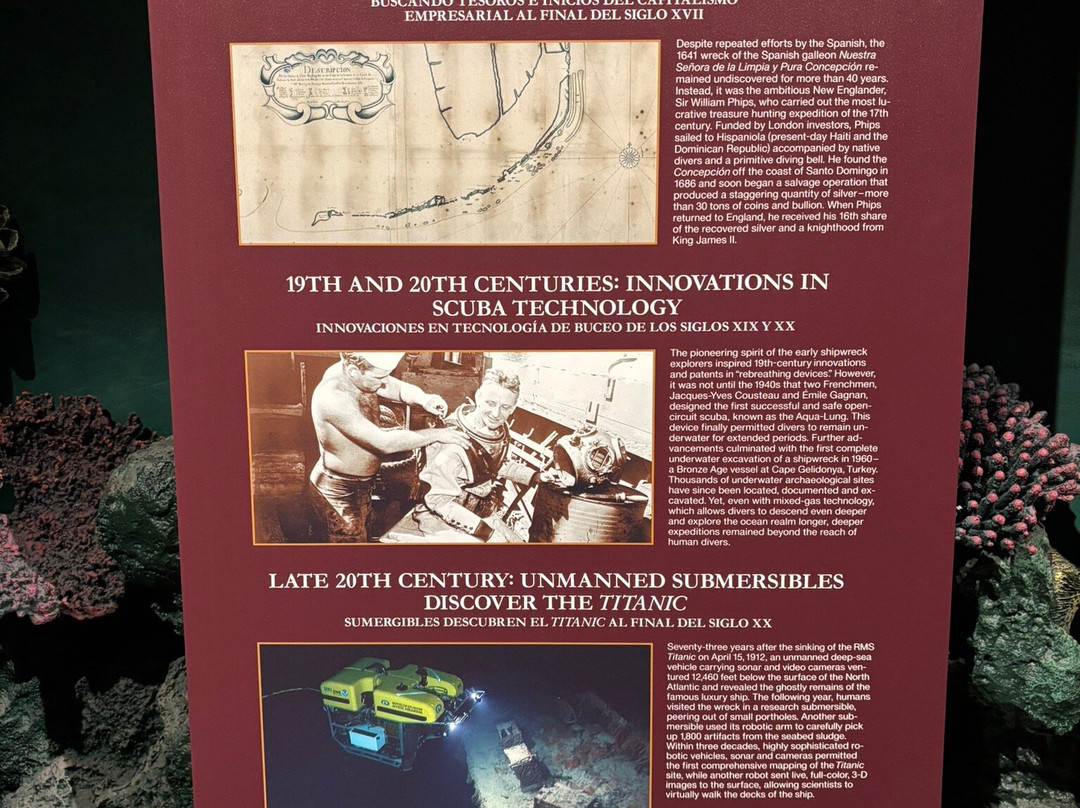 BUSCANDO TESOROS E INICIOS DEL CAPITALISMO
EMPRESARIAL AL FINAL DEL SIGLO XVII
DESCRIPCION
Despite repeated efforts by the Spanish, the
1641 wreck of the Spanish galleon Nuestra
Señora de la Limpia y Pura Concepción re-
mained undiscovered for more than 40 years.
Instead, it was the ambitious New Englander,
Sir William Phips, who carried out the most lu-
crative treasure hunting expedition of the 17th
century. Funded by London investors, Phips
sailed to Hispaniola (present-day Haiti and the
Dominican Republic) accompanied by native
divers and a primitive diving bell. He found the
Concepción off the coast of Santo Domingo in
1686 and soon began a salvage operation that
produced a staggering quantity of silver–more
than 30 tons of coins and bullion. When Phips
returned to England, he received his 16th share
of the recovered silver and a knighthood from
King James II.
19TH AND 20TH CENTURIES: INNOVATIONS IN
SCUBA TECHNOLOGY
INNOVACIONES EN TECNOLOGÍA DE BUCEO DE LOS SIGLOS XIX Y XX
The pioneering spirit of the early shipwreck
explorers inspired 19th-century innovations
and patents in "rebreathing devices." However,
it was not until the 1940s that two Frenchmen,
Jacques-Yves Cousteau and Émile Gagnan,
designed the first successful and safe open-
circuit scuba, known as the Aqua-Lung. This
device finally permitted divers to remain un-
derwater for extended periods. Further ad-
vancements culminated with the first complete
underwater excavation of a shipwreck in 1960–
a Bronze Age vessel at Cape Gelidonya, Turkey.
Thousands of underwater archaeological sites
have since been located, documented and ex-
cavated. Yet, even with mixed-gas technology,
which allows divers to descend even deeper
and explore the ocean realm longer, deeper
expeditions remained beyond the reach of
human divers.
LATE 20TH CENTURY: UNMANNED SUBMERSIBLES
DISCOVER THE TITANIC
SUMERGIBLES DESCUBREN EL TITANIC AL FINAL DEL SIGLO XX
Seventy-three years after the sinking of the RMS
Titanic on April 15, 1912, an unmanned deep-sea
vehicle carrying sonar and video cameras ven-
tured 12,460 feet below the surface of the North
Atlantic and revealed the ghostly remains of the
famous luxury ship. The following year, humans
visited the wreck in a research submersible,
peering out of small portholes. Another sub-
mersible used its robotic arm to carefully pick
up 1,800 artifacts from the seabed sludge.
Within three decades, highly sophisticated ro-
botic vehicles, sonar and cameras permitted
the first comprehensive mapping of the Titanic
site, while another robot sent live, full-color, 3-D
images to the surface, allowing scientists to
virtually walk the decks of the ship.